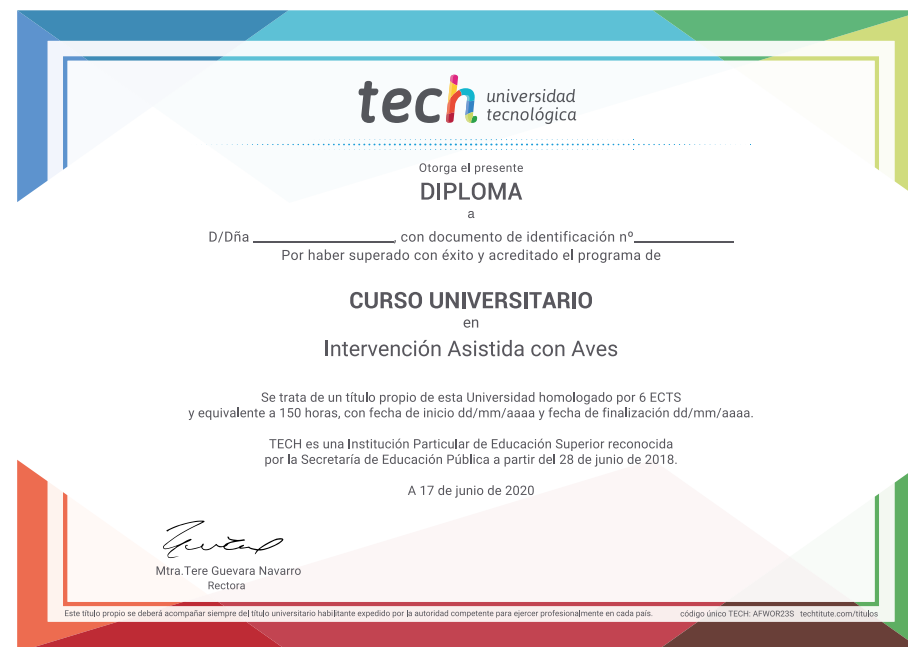 tech universidad
tecnológica
Otorga el presente
DIPLOMA
a
D/Dña ______________, con documento de identificación nº__________
Por haber superado con éxito y acreditado el programa de
CURSO UNIVERSITARIO
en
Intervención Asistida con Aves
Se trata de un título propio de esta Universidad homologado por 6 ECTS
y equivalente a 150 horas, con fecha de inicio dd/mm/aaaa y fecha de finalización dd/mm/aaaa.
TECH es una Institución Particular de Educación Superior reconocida
por la Secretaría de Educación Pública a partir del 28 de junio de 2018.
A 17 de junio de 2020
Mtra.Tere Guevara Navarro
Rectora
Este título propio se deberá acompañar siempre del título universitario habilitante expedido por la autoridad competente para ejercer profesionalmente en cada país. código único TECH: AFWOR23S techtitute.com/titulos